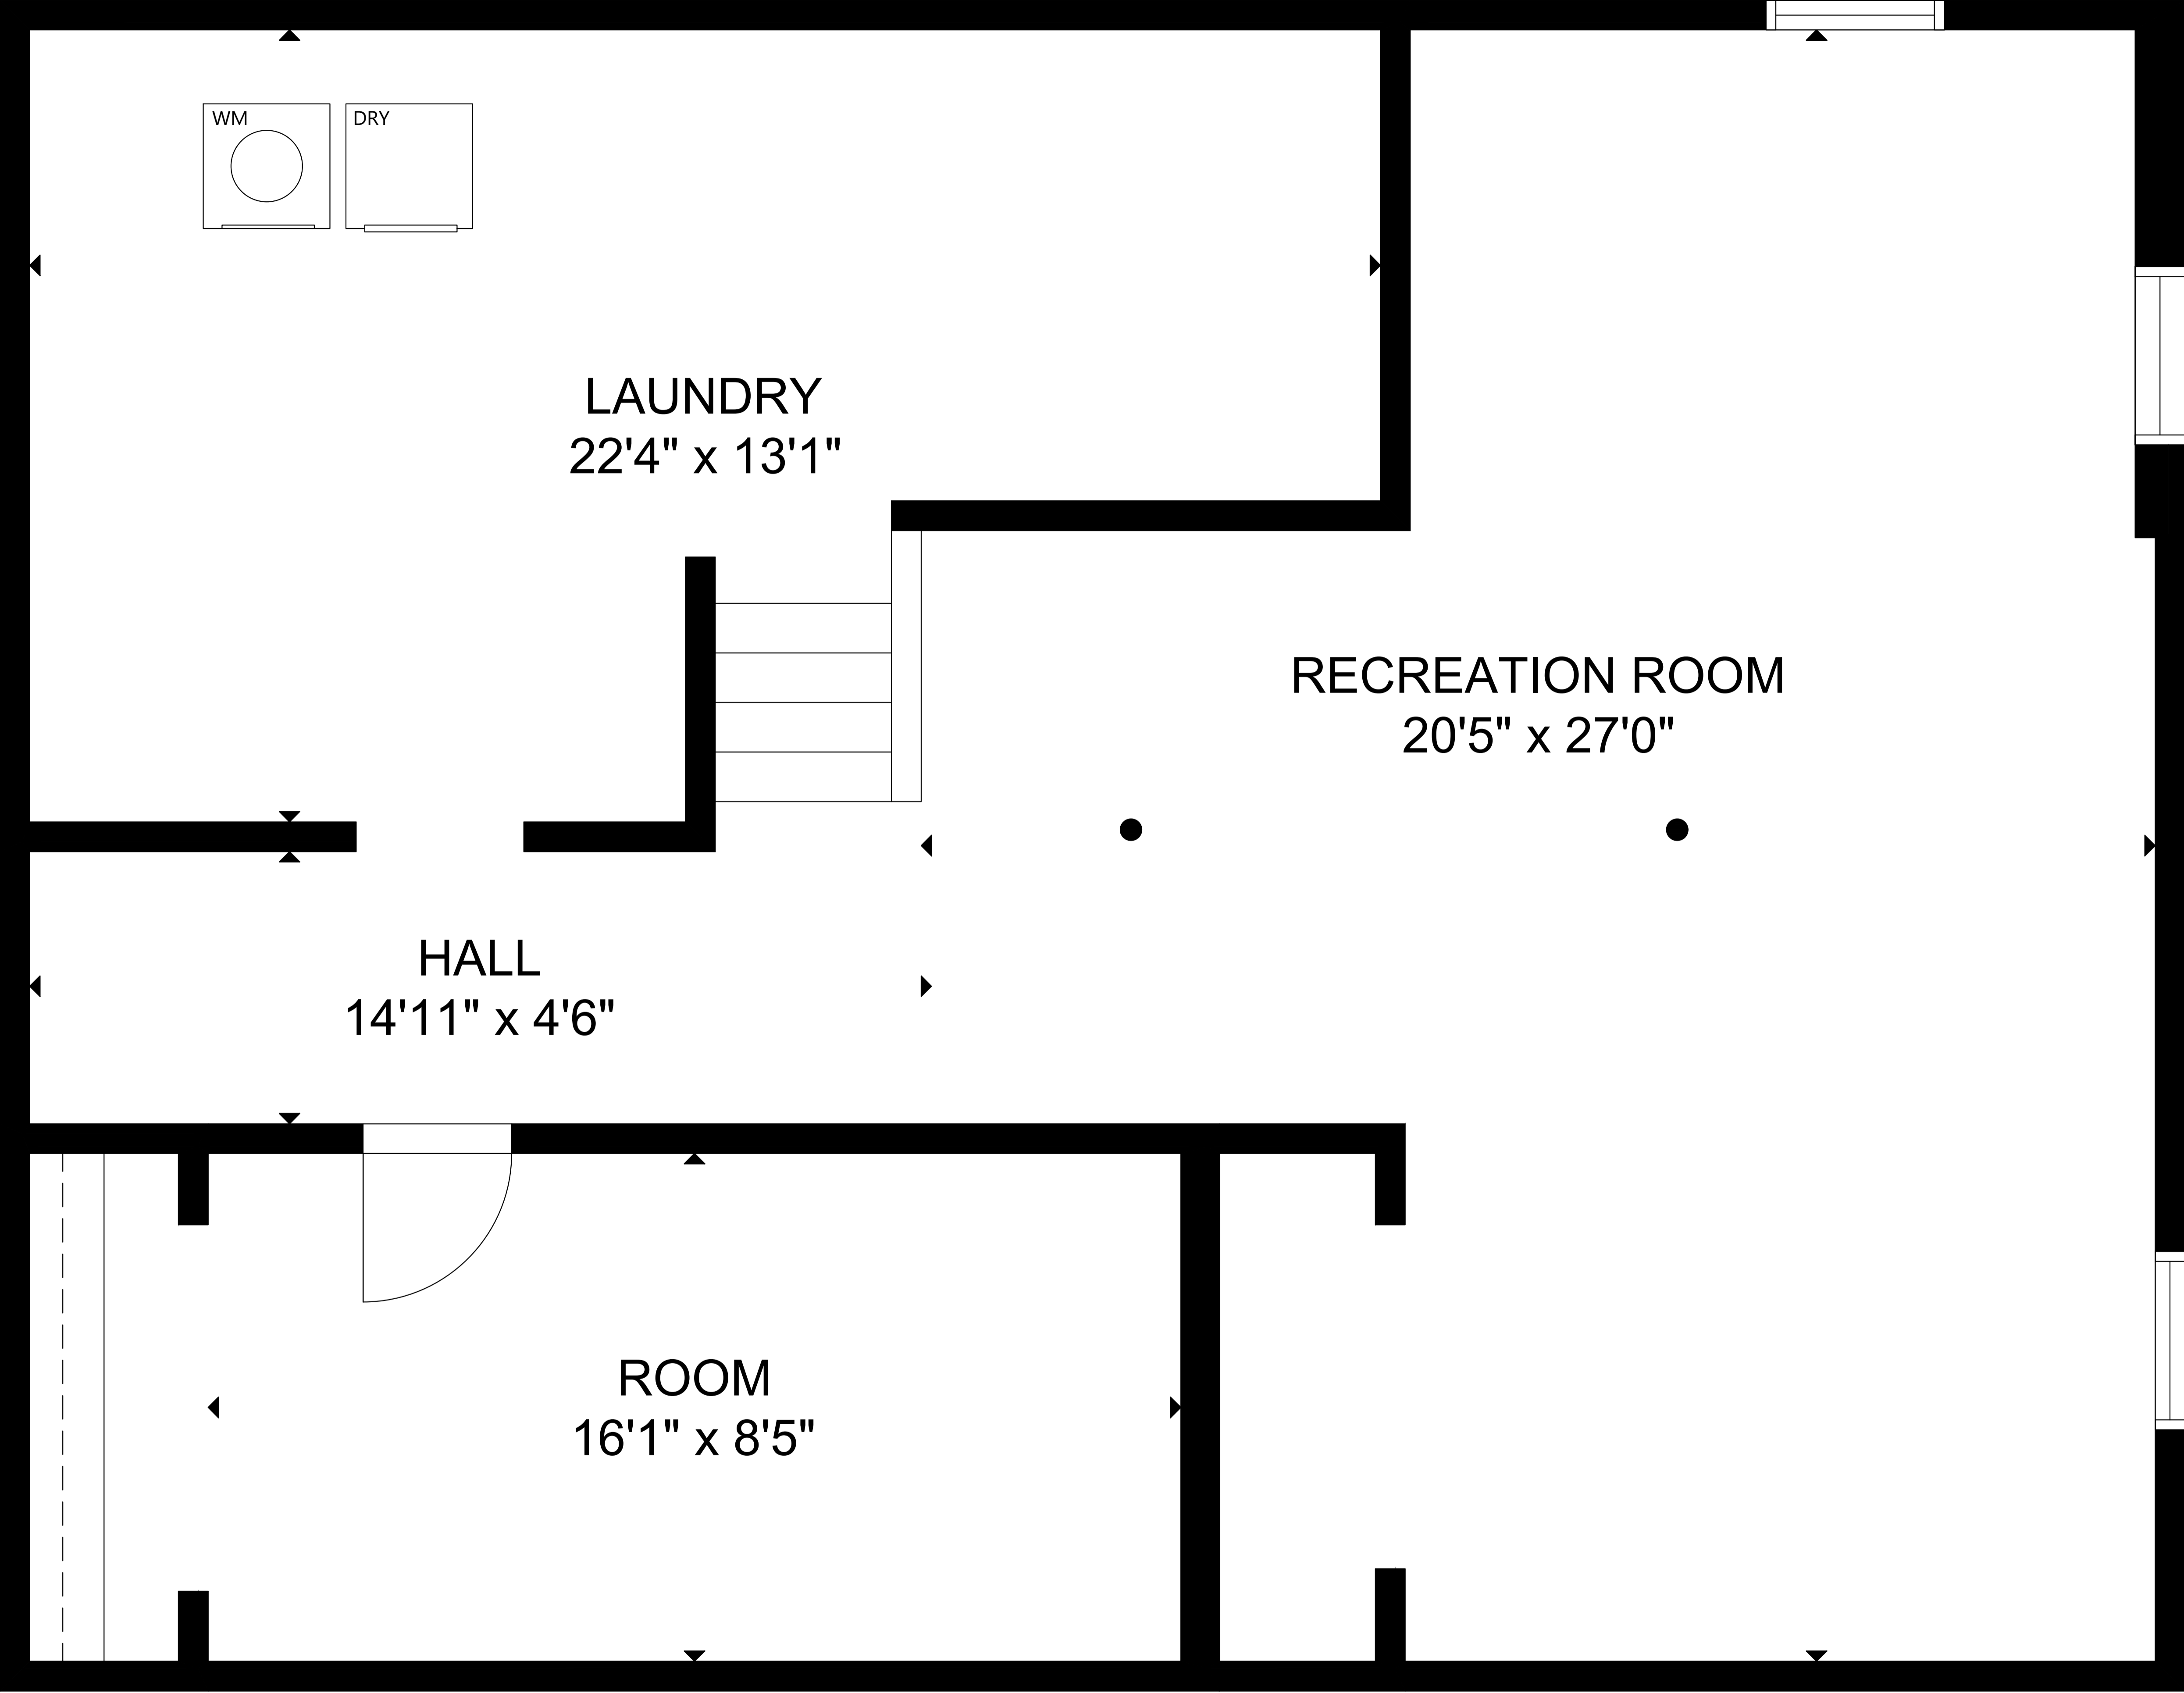 WM
DRY
LAUNDRY
22'4" x 13'1"
RECREATION ROOM
20'5" x 27'0"
HALL
14'11" x 4'6"
ROOM
16'1" x 8'5"